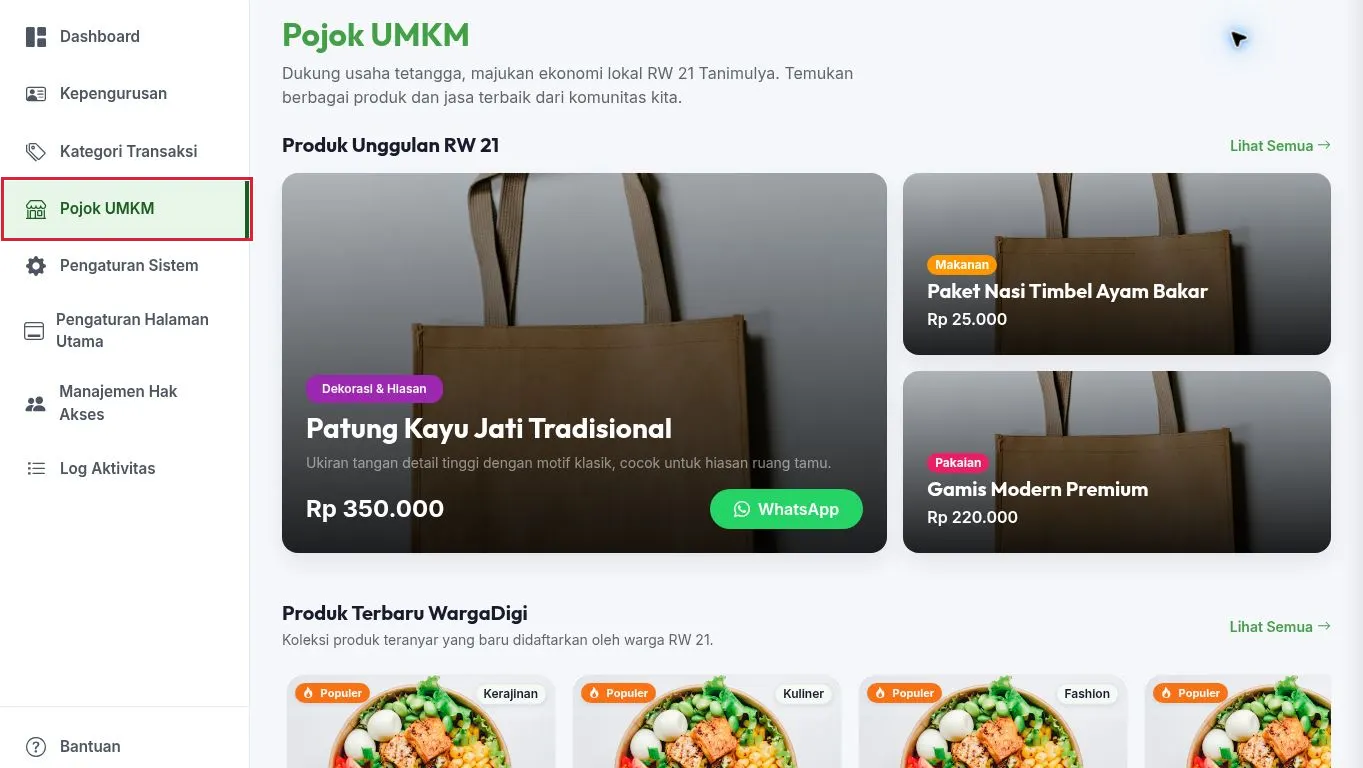 Dashboard
Kepengurusan
Kategori Transaksi
Pojok UMKM
Pengaturan Sistem
Pengaturan Halaman
Utama
Manajemen Hak
Akses
Log Aktivitas
Bantuan
Pojok UMKM
Dukung usaha tetangga, majukan ekonomi lokal RW 21 Tanimulya. Temukan
berbagai produk dan jasa terbaik dari komunitas kita.
Produk Unggulan RW 21
Lihat Semua →
Dekorasi & Hiasan
Patung Kayu Jati Tradisional
Ukiran tangan detail tinggi dengan motif klasik, cocok untuk hiasan ruang tamu.
Rp 350.000
WhatsApp
Makanan
Paket Nasi Timbel Ayam Bakar
Rp 25.000
Pakaian
Gamis Modern Premium
Rp 220.000
Produk Terbaru WargaDigi
Koleksi produk teranyar yang baru didaftarkan oleh warga RW 21.
Lihat Semua →
Populer
Kerajinan
Populer
Kuliner
Populer
Fashion
Populer